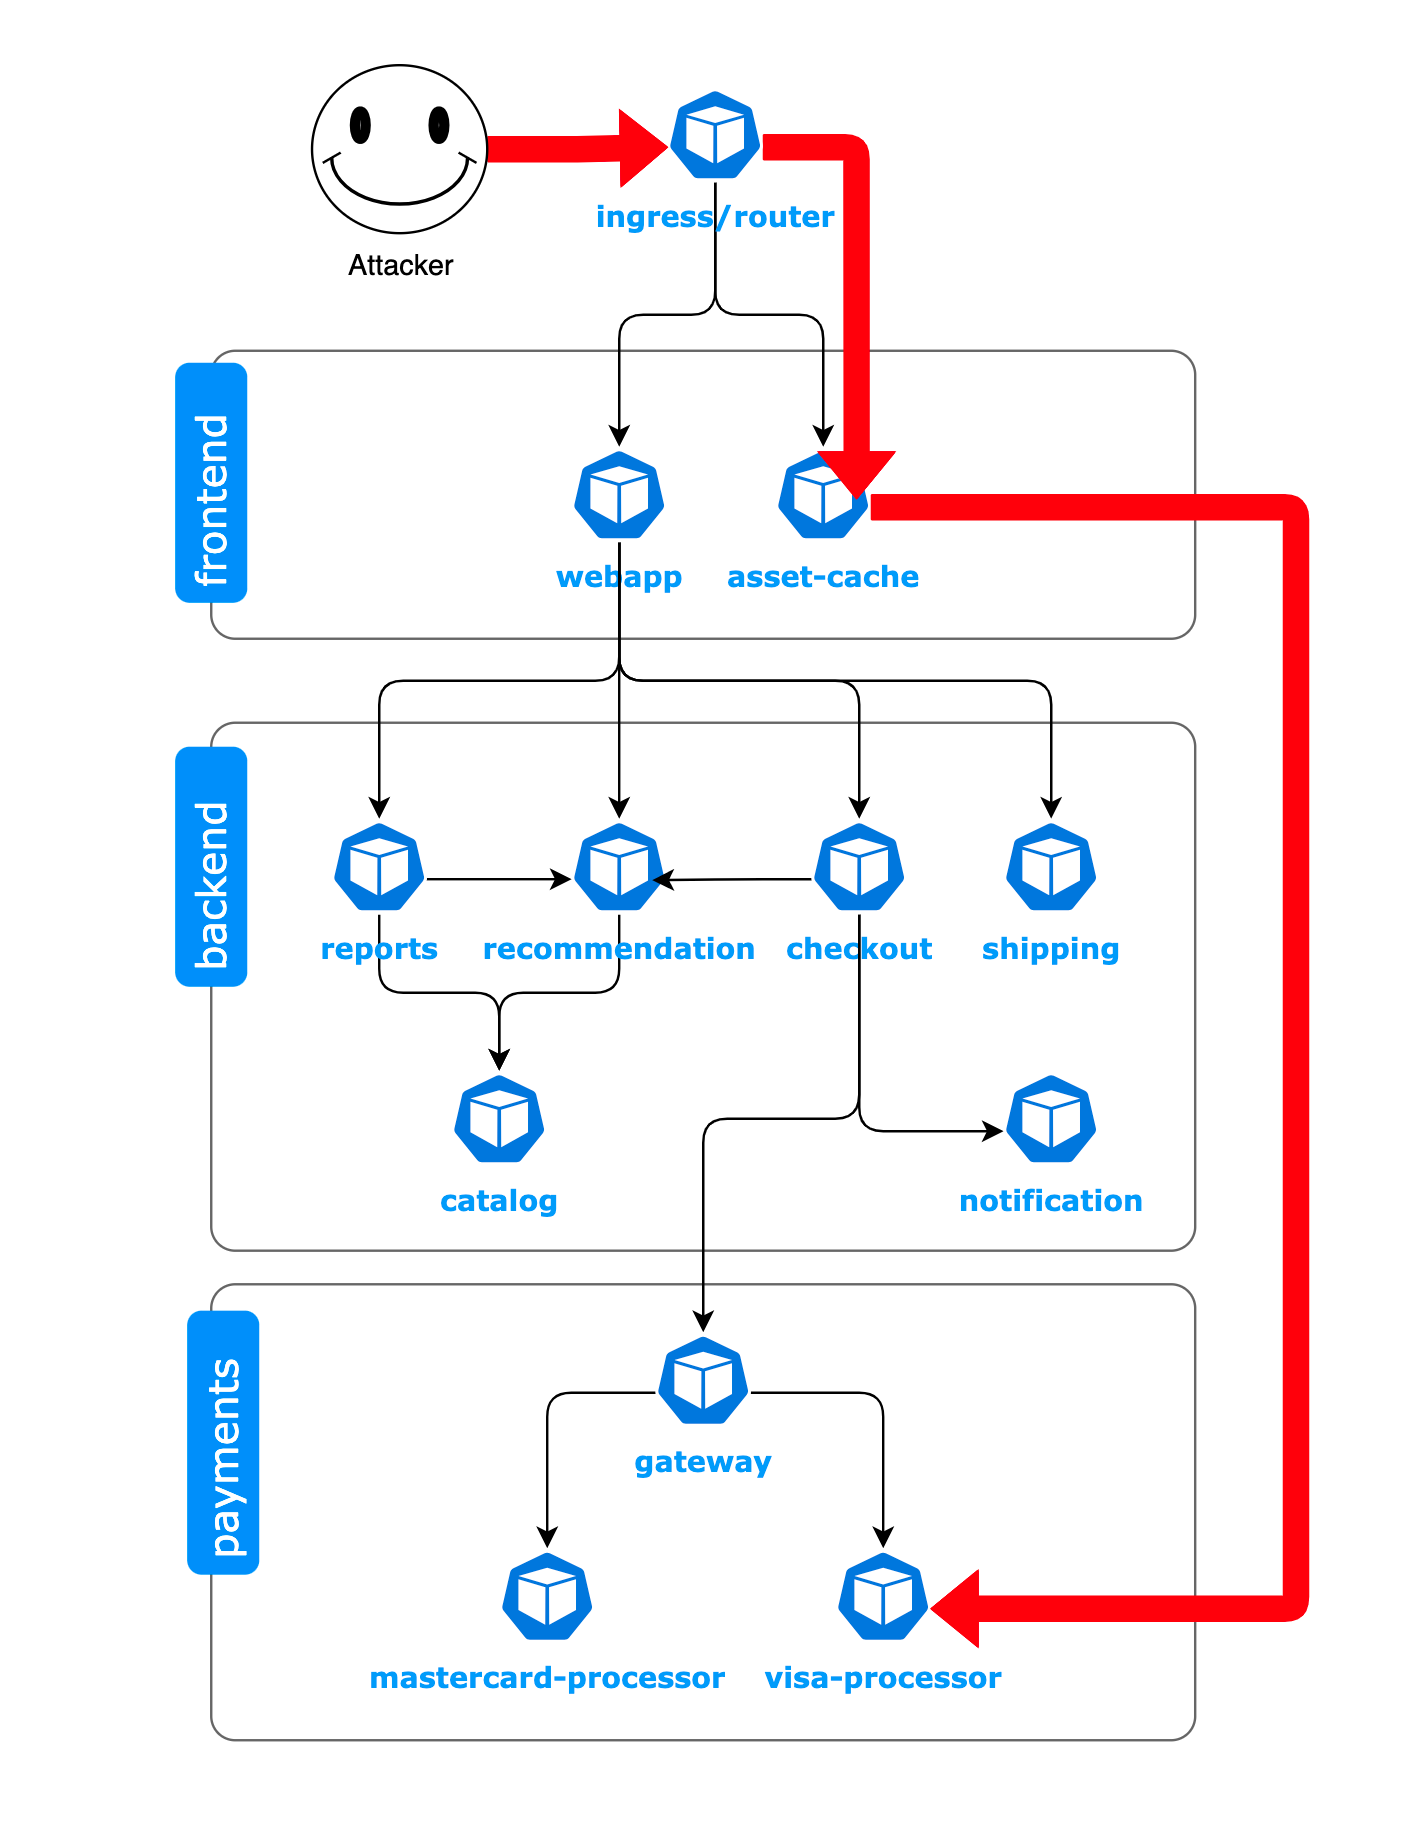 Attacker
ingress/router
frontend
webapp
asset-cache
backend
reports
recommendation
checkout
shipping
catalog
notification
payments
gateway
mastercard-processor
visa-processor